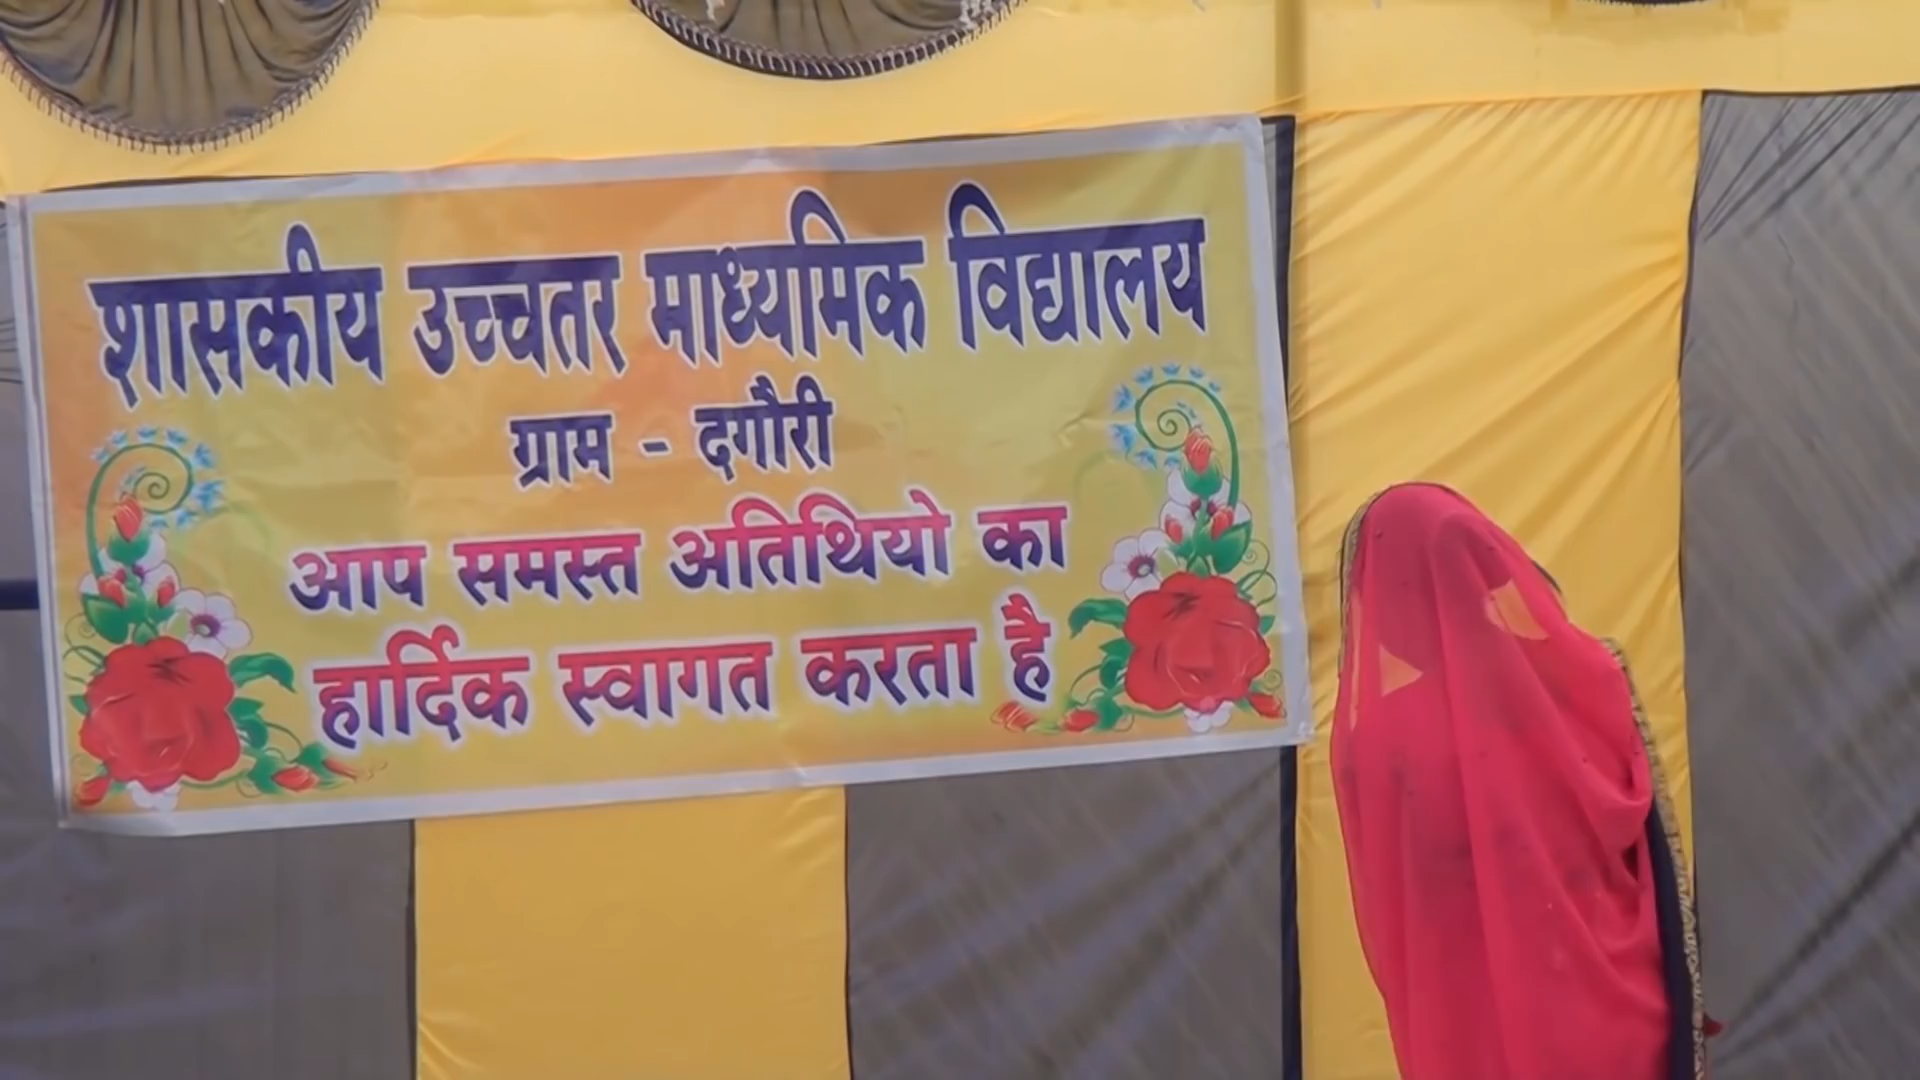 शासकीय उच्चतर माध्यमिक विद्यालय
ग्राम - दगौरी
आप समस्त अतिथियो का
हार्दिक स्वागत करता है